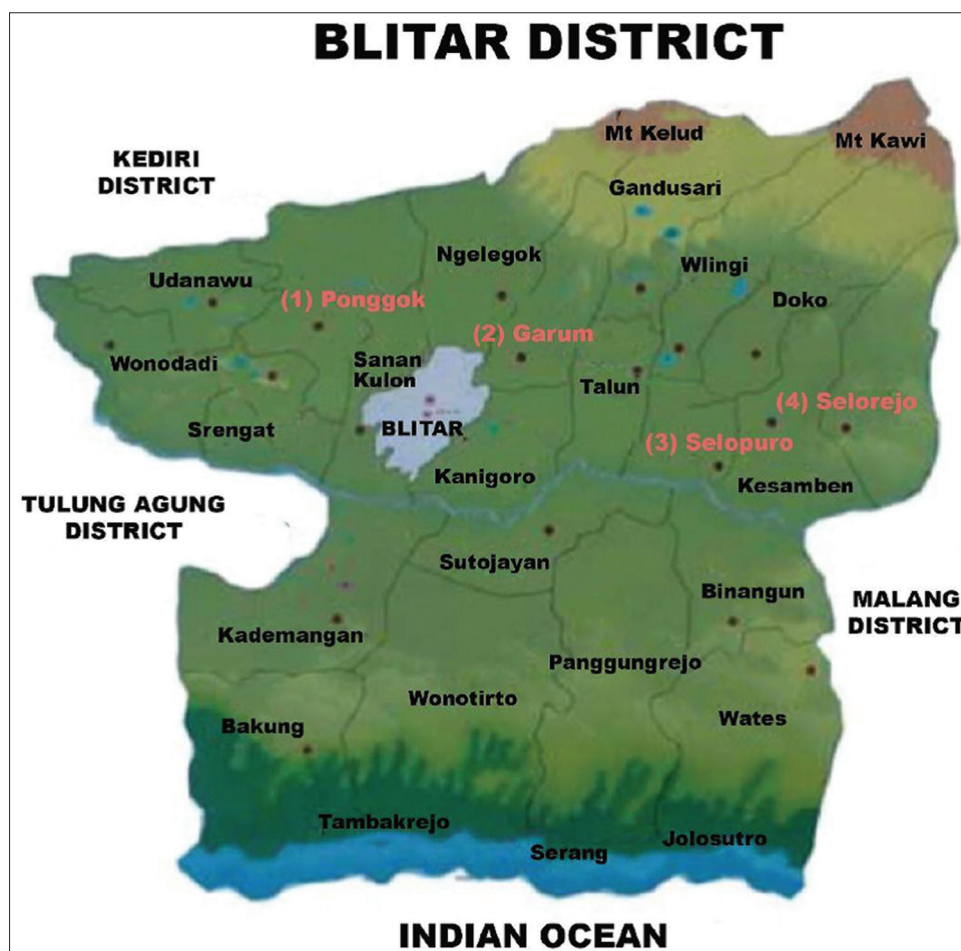 BLITAR DISTRICT
Mt Kelud
Mt Kawi
KEDIRI
DISTRICT
Gandusari
Ngelegok
Wlingi
Udanawu
Doko
(1) Ponggok
(2) Garum
Wonodadi
Sanan
Kulon
Talun
(4) Selorejo
Srengat
BLITAR
(3) Selopuro
Kanigoro
Kesamben
TULUNG AGUNG
DISTRICT
Sutojayan
Binangun
MALANG
DISTRICT
Kademangan
Panggungrejo
Wonotirto
Wates
Bakung
Tambakrejo
Serang
Jolosutro
INDIAN OCEAN